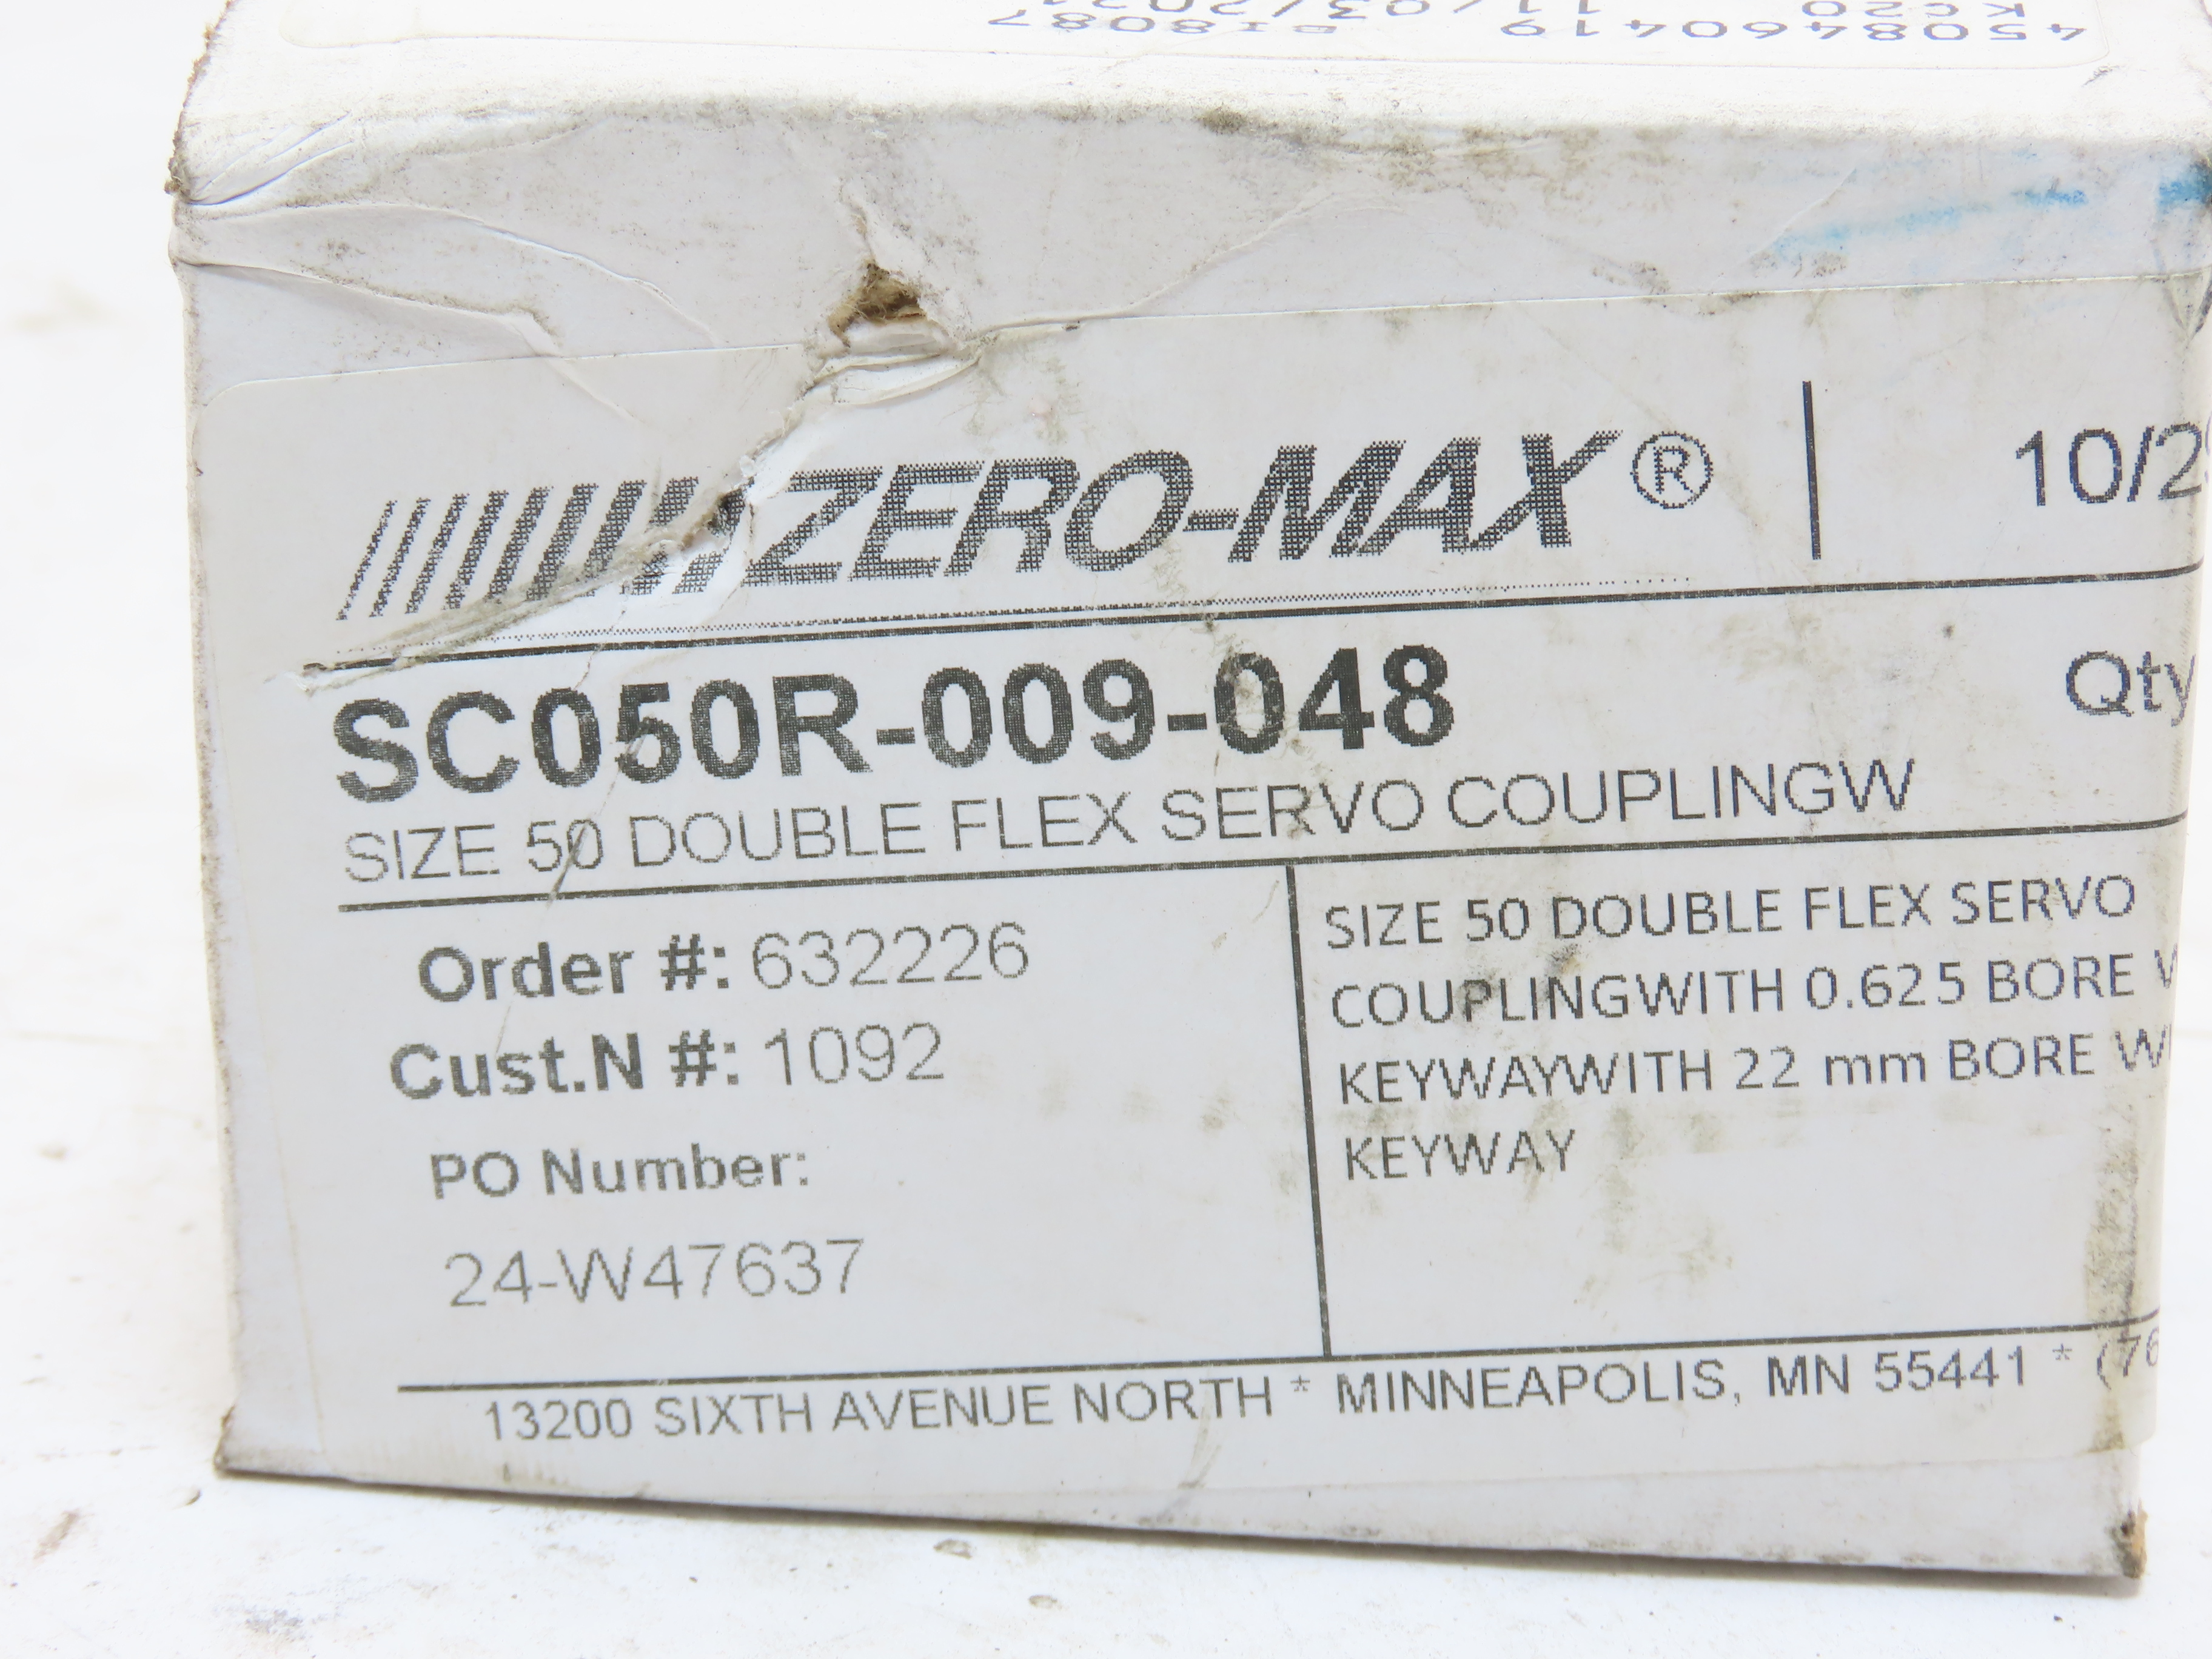 4508460419
KC20
ZERO-MAX®
SC050R-009-048
Qty
SIZE 50 DOUBLE FLEX SERVO COUPLINGW
Order #: 632226
Cust.N #: 1092
PO Number:
24-W47637
SIZE 50 DOUBLE FLEX SERVO
COUPLINGWITH 0.625 BORE
KEYWAYWITH 22 mm BORE
KEYWAY
13200 SIXTH AVENUE NORTH * MINNEAPOLIS, MN 55441 *